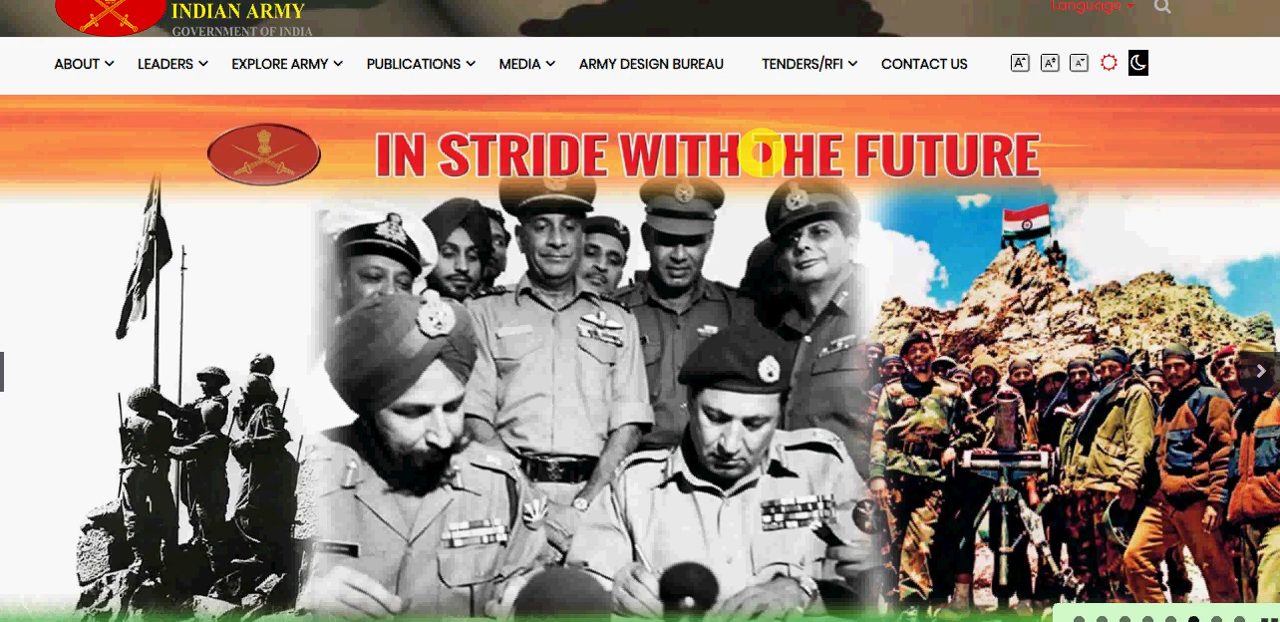 INDIAN ARMY
GOVERNMENT OF INDIA
Language
ABOUT LEADERS EXPLORE ARMY PUBLICATIONS MEDIA ARMY DESIGN BUREAU TENDERS/RFI CONTACT US A- A+ A-
IN STRIDE WITH THE FUTURE